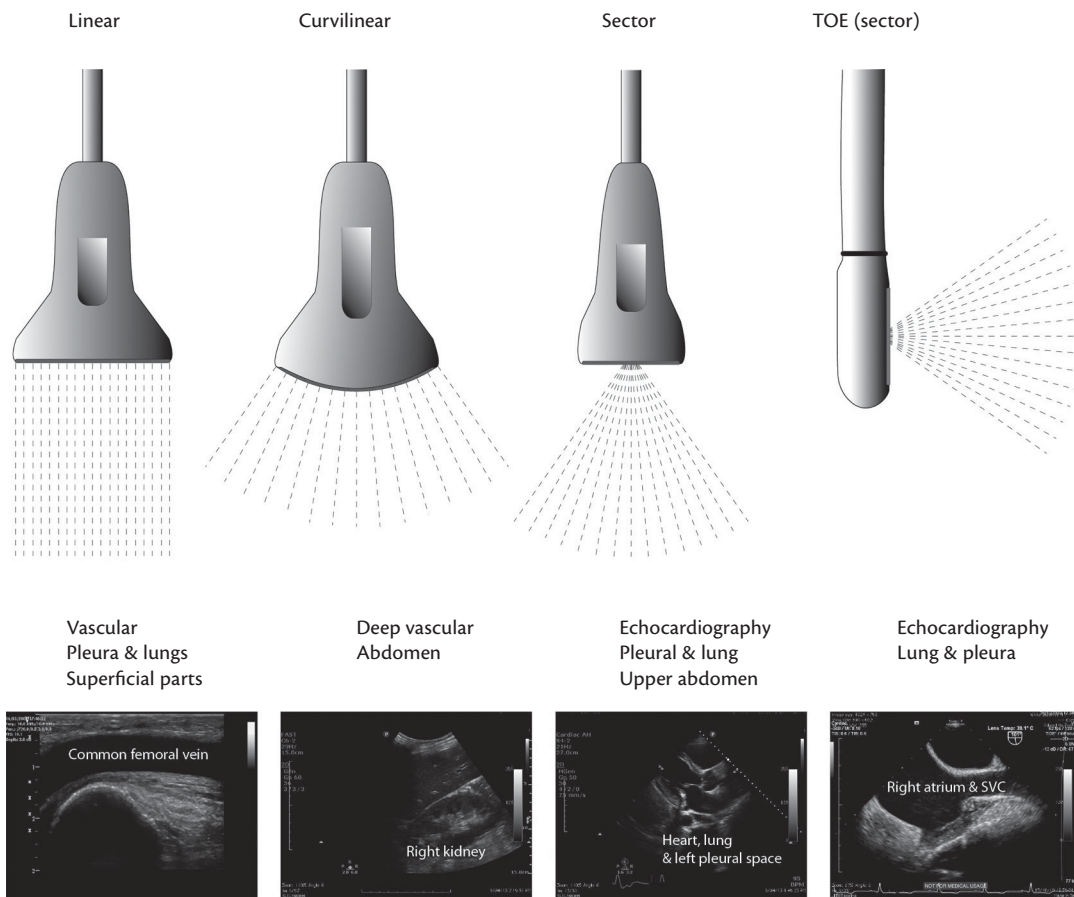 Linear
Curvilinear
Sector
TOE (sector)
Vascular
Pleura & lungs
Superficial parts
Deep vascular
Abdomen
Echocardiography
Pleural & lung
Upper abdomen
Echocardiography
Lung & pleura
Common femoral vein
Right kidney
Heart, lung
& left pleural space
Right atrium & SVC
NOT FOR MEDICAL USAGE